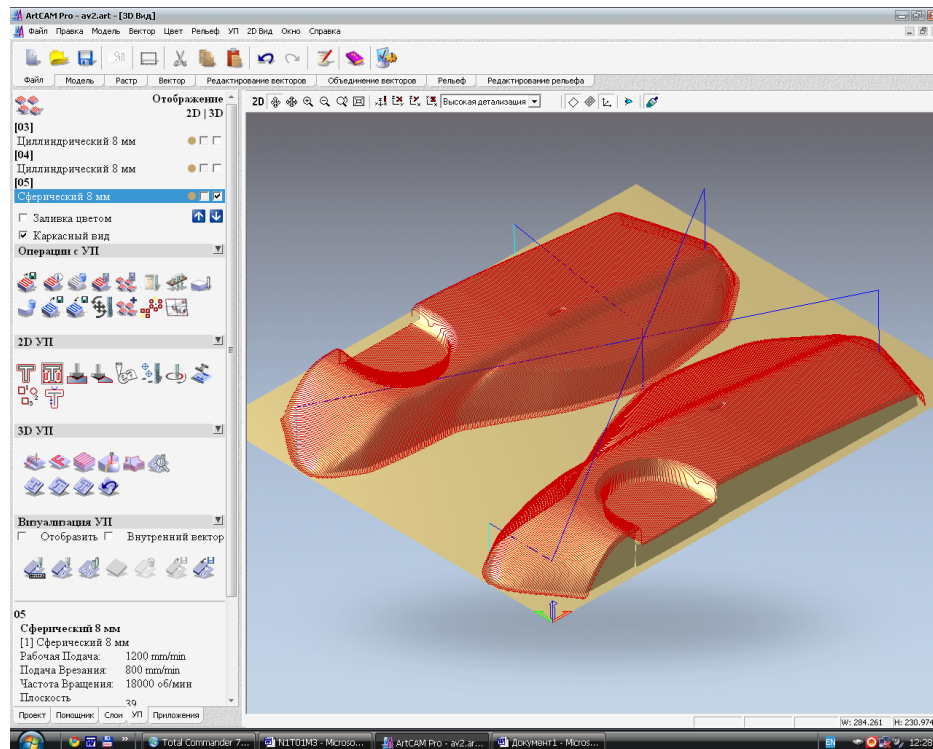 ArtCAM Pro - av2.art - [3D Вид]
Файл Правка Модель Вектор Цвет Рельеф УП 2D Вид Окно Справка
Файл Модель Растр Вектор Редактирование векторов Объединение векторов Рельеф Редактирование рельефа
Отображение
2D | 3D
2D Высокая детализация
[03]
Циллиндрический 8 мм
[04]
Циллиндрический 8 мм
[05]
Сферический 8 мм
Заливка цветом
Каркасный вид
Операции с УП
2D УП
3D УП
Визуализация УП
Отобразить Внутренний вектор
05
Сферический 8 мм
[1] Сферический 8 мм
Рабочая Подача: 1200 mm/min
Подача Врезания: 800 mm/min
Частота Вращения: 18000 об/мин
Плоскость 39
Проект Помощник Слои УП Приложения
W: 284.261 H: 230.974
Total Commander 7... N1T01M3 - Microso... ArtCAM Pro - av2.ar... Документ1 - Micros... EN 12:28